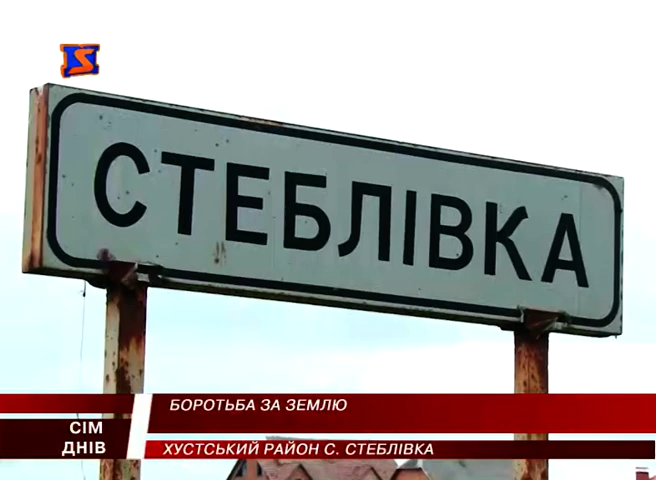 СТЕБЛІВКА
БОРОТЬБА ЗА ЗЕМЛЮ
СІМ
ДНІВ
ХУСТСЬКИЙ РАЙОН С. СТЕБЛІВКА